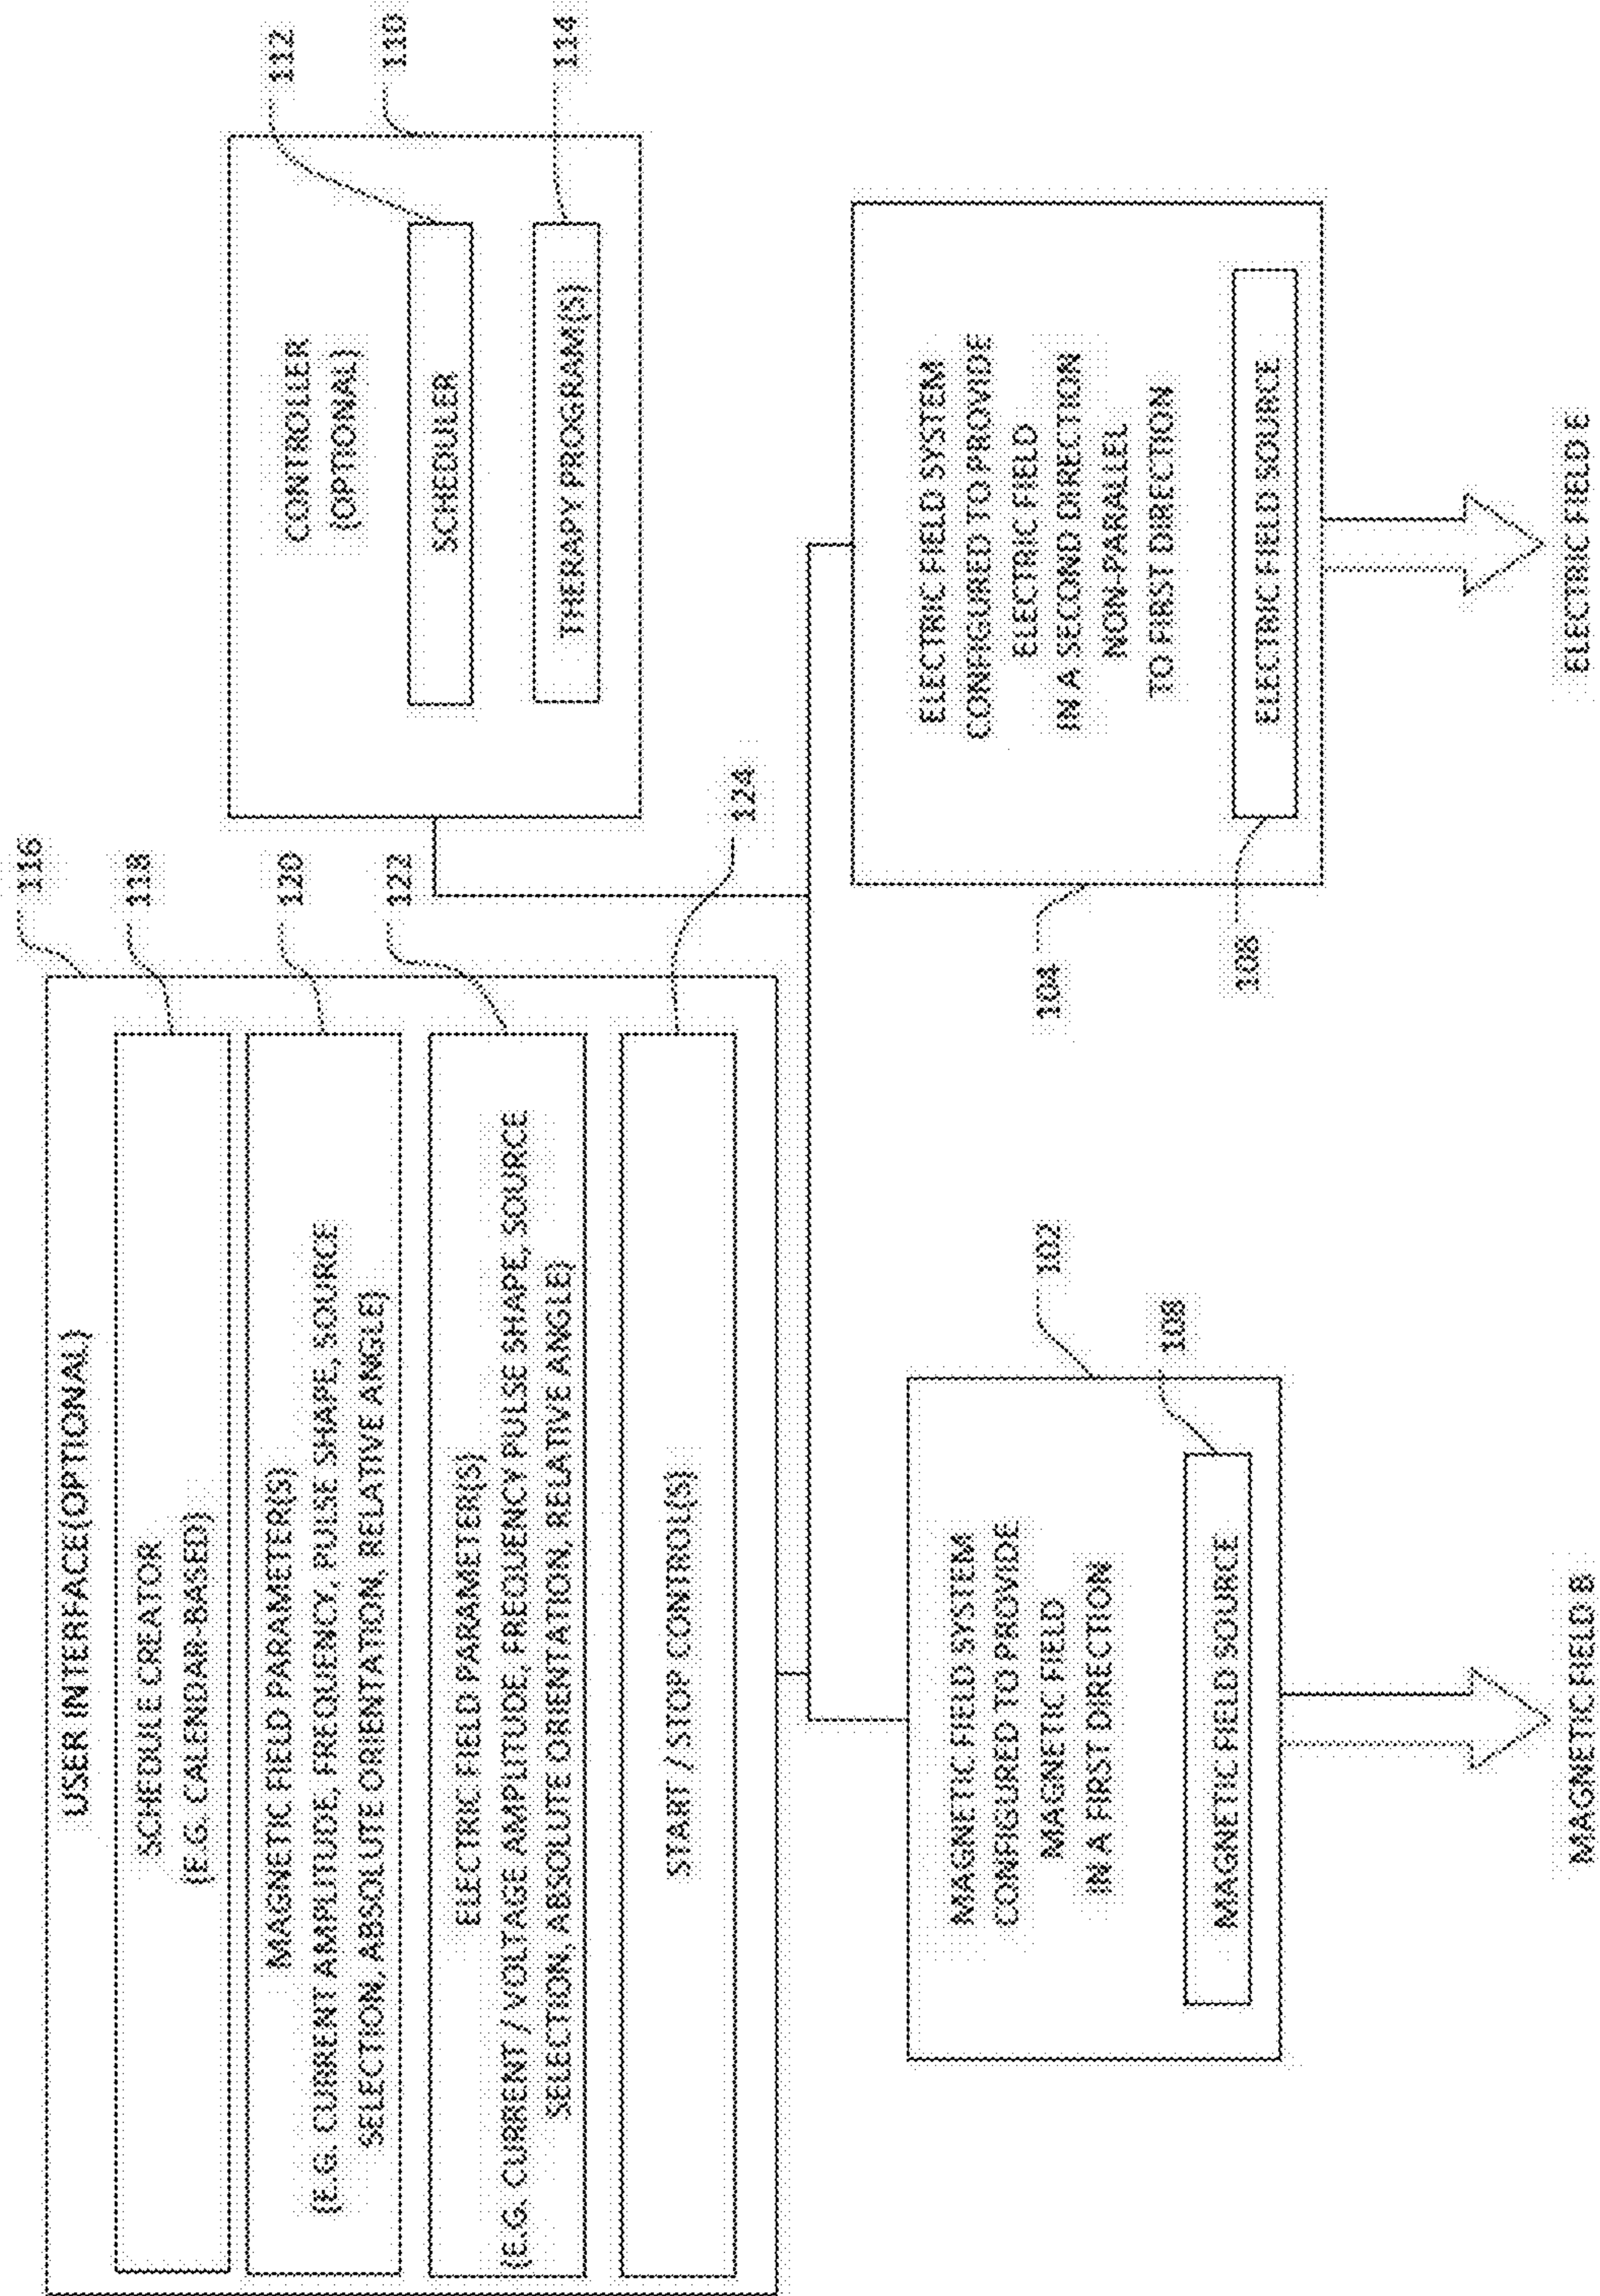 116
USER INTERFACE(OPTIONAL)
118
SCHEDULE CREATOR
(E.G. CALENDAR-BASED)
120
MAGNETIC FIELD PARAMETER(S)
(E.G. CURRENT AMPLITUDE, FREQUENCY, PULSE SHAPE, SOURCE
SELECTION, ABSOLUTE ORIENTATION, RELATIVE ANGLE)
122
ELECTRIC FIELD PARAMETER(S)
(E.G. CURRENT / VOLTAGE AMPLITUDE, FREQUENCY PULSE SHAPE, SOURCE
SELECTION, ABSOLUTE ORIENTATION, RELATIVE ANGLE)
124
START / STOP CONTROL(S)
112
110
114
CONTROLLER
(OPTIONAL)
SCHEDULER
THERAPY PROGRAM(S)
102
MAGNETIC FIELD SYSTEM
CONFIGURED TO PROVIDE
MAGNETIC FIELD
IN A FIRST DIRECTION
108
MAGNETIC FIELD SOURCE
MAGNETIC FIELD B
104
ELECTRIC FIELD SYSTEM
CONFIGURED TO PROVIDE
ELECTRIC FIELD
IN A SECOND DIRECTION
NON-PARALLEL
TO FIRST DIRECTION
108
ELECTRIC FIELD SOURCE
ELECTRIC FIELD E